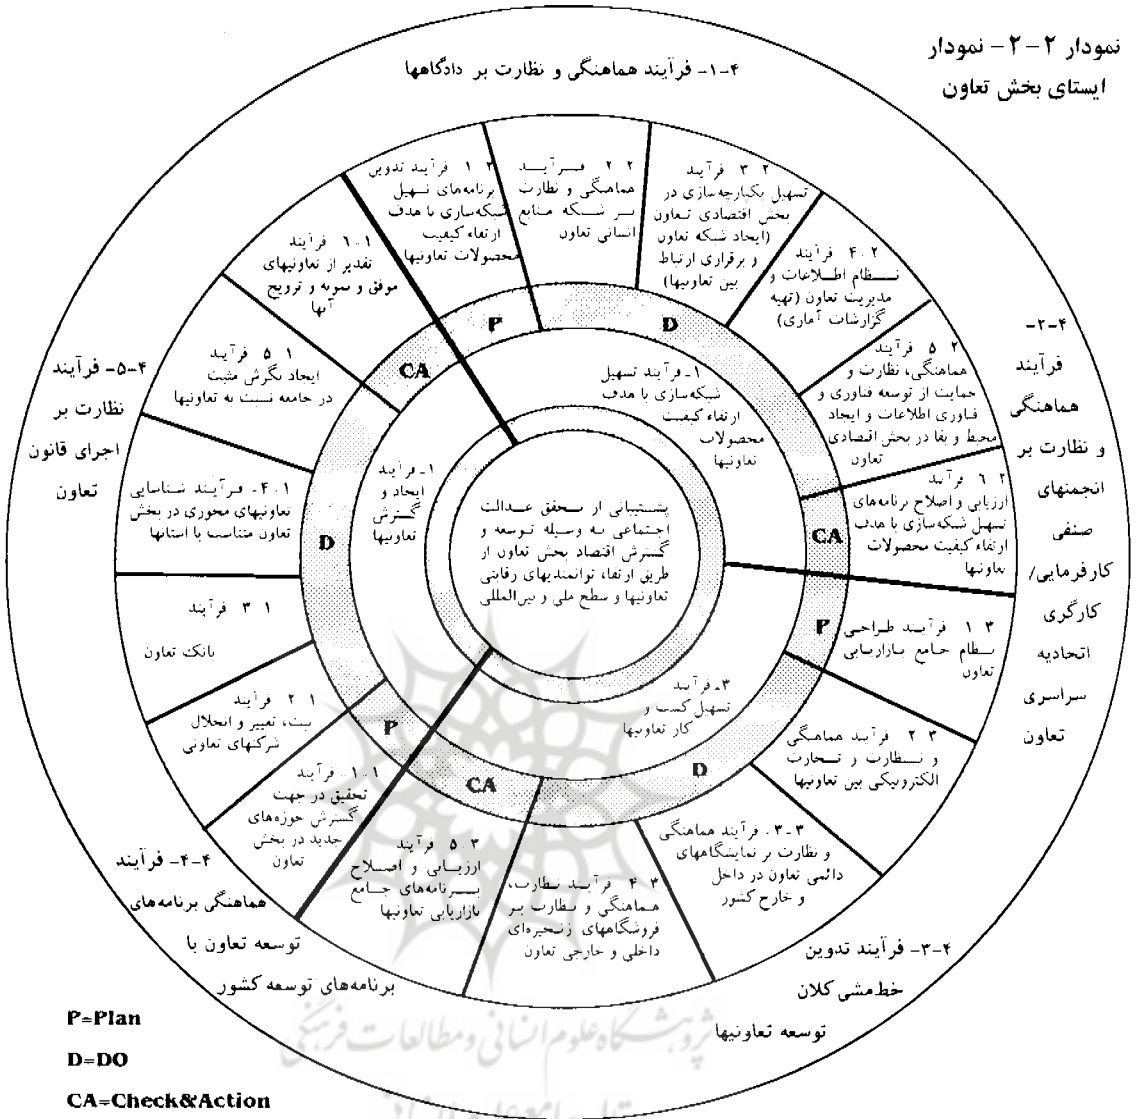 نمودار ۲-۲- نمودار
ایستای بخش تعاون
۴-۱- فرآیند هماهنگی و نظارت بر دادگاهها
۴-۲-
فرآیند
هماهنگی
و نظارت بر
انجمنهای
صنفی
کارفرمایی/
کارگری
اتحادیه
سراسری
تعاون
۴-۳- فرآیند تدوین
خط‌مشی کلان
توسعه تعاونیها
۴-۴- فرآیند
هماهنگی برنامه‌های
توسعه تعاون با
برنامه‌های توسعه کشور
۴-۵- فرآیند
نظارت بر
اجرای قانون
تعاون
۲ ۱ فرآیند تدوین
برنامه‌های تسهیل
شبکه‌سازی با هدف
ارتقاء کیفیت
محصولات تعاونیها
۲ ۲ فرآیند
هماهنگی و نظارت
بر شبکه منابع
انسانی تعاون
۲ ۳ فرآیند
تسهیل یکپارچه‌سازی در
بخش اقتصادی تعاون
(ایجاد شبکه تعاون
و برقراری ارتباط
بین تعاونیها)
۲ ۴ فرآیند
نظام اطلاعات و
مدیریت تعاون (تهیه
گزارشات آماری)
۲ ۵ فرآیند
هماهنگی، نظارت و
حمایت از توسعه فناوری و
فناوری اطلاعات و ایجاد
محیط و بقا در بخش اقتصادی
تعاون
۲ ۶ فرآیند
ارزیابی و اصلاح برنامه‌های
تسهیل شبکه‌سازی با هدف
ارتقاء کیفیت محصولات
تعاونیها
۳ ۱ فرآیند طراحی
نظام جامع بازاریابی
تعاون
۳ ۲ فرآیند هماهنگی
و نظارت و تجارت
الکترونیکی بین تعاونیها
۳-۳- فرآیند هماهنگی
و نظارت بر نمایشگاههای
دائمی تعاون در داخل
و خارج کشور
۳ ۴ فرآیند نظارت،
هماهنگی و نظارت بر
فروشگاههای زنجیره‌ای
داخلی و خارجی تعاون
۳ ۵ فرآیند
ارزیابی و اصلاح
برنامه‌های جامع
بازاریابی تعاونیها
۱-۱- فرآیند
تحقیق در جهت
گسترش حوزه‌های
جدید در بخش
تعاون
۱ ۲ فرآیند
ثبت، تغییر و انحلال
شرکتهای تعاونی
۱ ۳ فرآیند
بانک تعاون
۱-۴- فرآیند شناسایی
تعاونیهای محوری در بخش
تعاون متناسب با استانها
۱ ۵ فرآیند
ایجاد نگرش مثبت
در جامعه نسبت به تعاونیها
۱-۶ فرآیند
تقدیر از تعاونیهای
موفق و نمونه و ترویج
آنها
P
D
CA
P
D
CA
P
D
CA
۱-فرآیند
ایجاد و
گسترش
تعاونیها
۱-فرآیند تسهیل
شبکه‌سازی با هدف
ارتقاء کیفیت
محصولات
تعاونیها
۳-فرآیند
تسهیل کسب و
کار تعاونیها
پشتیبانی از تحقق عدالت
اجتماعی به وسیله توسعه و
گسترش اقتصاد بخش تعاون از
طریق ارتقاء توانمندیهای رقابتی
تعاونیها و سطح ملی و بین‌المللی
P=Plan
D=DO
CA=Check&Action
پژوهشگاه علوم انسانی و مطالعات فرهنگی